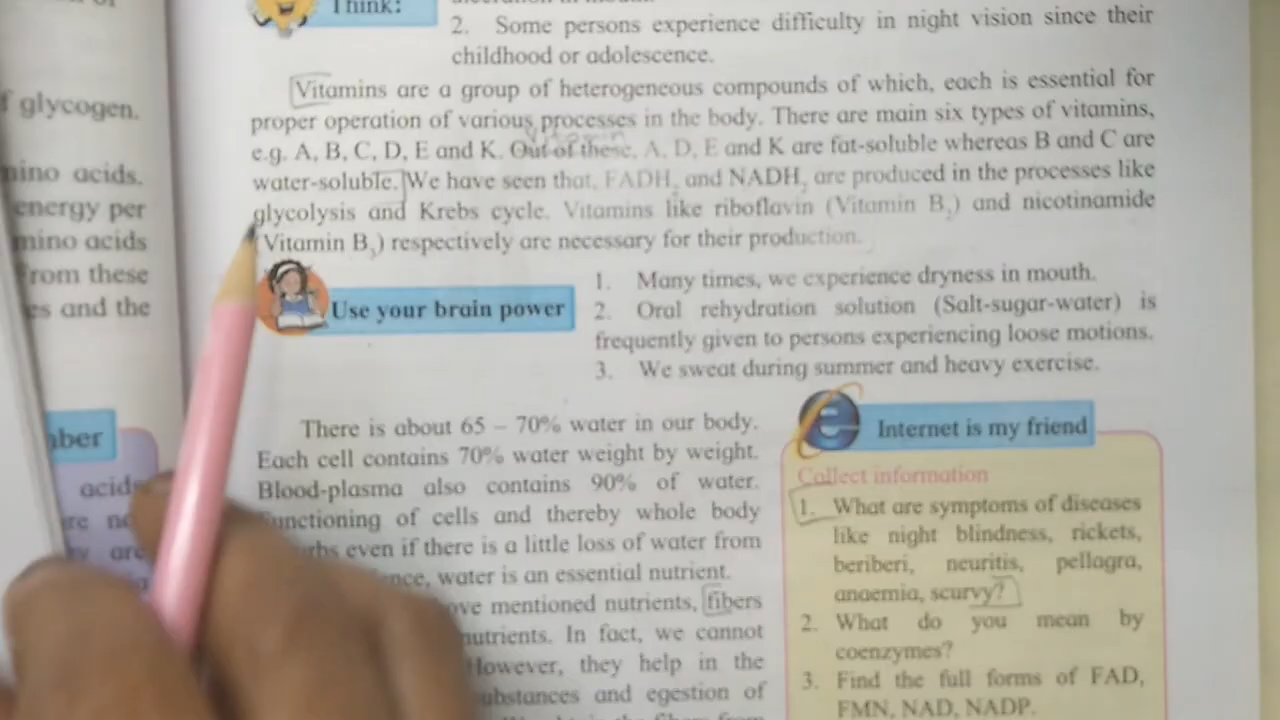 f glycogen.
amino acids.
energy per
mino acids
From these
es and the
aber
acids
are
Think:
2. Some persons experience difficulty in night vision since their
childhood or adolescence.
Vitamins are a group of heterogeneous compounds of which, each is essential for
proper operation of various processes in the body. There are main six types of vitamins,
e.g. A, B, C, D, E and K. Out of these, A, D, E and K are fat-soluble whereas B and C are
water-soluble. We have seen that, FADH₂ and NADH₂ are produced in the processes like
glycolysis and Krebs cycle. Vitamins like riboflavin (Vitamin B₂) and nicotinamide
(Vitamin B₃) respectively are necessary for their production.
Use your brain power
1. Many times, we experience dryness in mouth.
2. Oral rehydration solution (Salt-sugar-water) is
frequently given to persons experiencing loose motions.
3. We sweat during summer and heavy exercise.
There is about 65 – 70% water in our body.
Each cell contains 70% water weight by weight.
Blood-plasma also contains 90% of water.
Functioning of cells and thereby whole body
rbs even if there is a little loss of water from
nce, water is an essential nutrient.
ove mentioned nutrients, fibers
nutrients. In fact, we cannot
However, they help in the
substances and egestion of
Internet is my friend
Collect information
1. What are symptoms of diseases
like night blindness, rickets,
beriberi, neuritis, pellagra,
anaemia, scurvy?
2. What do you mean by
coenzymes?
3. Find the full forms of FAD,
FMN, NAD, NADP.